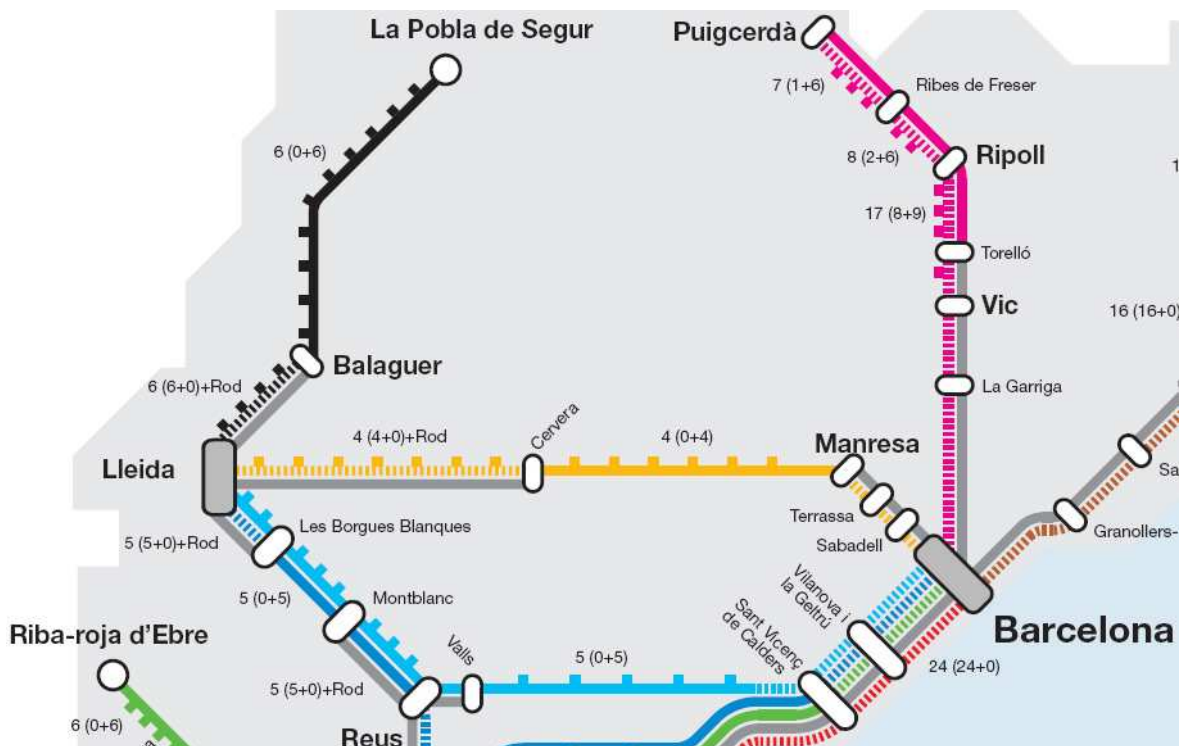 La Pobla de Segur
Puigcerdà
7 (1+6)
Ribes de Freser
6 (0+6)
8 (2+6)
Ripoll
17 (8+9)
Torelló
Vic
16 (16+0)
Balaguer
6 (6+0)+Rod
La Garriga
4 (4+0)+Rod
Cervera
4 (0+4)
Manresa
Lleida
Sa
Terrassa
Les Borgues Blanques
Granollers-
5 (5+0)+Rod
Sabadell
5 (0+5)
Montblanc
Vilanova i
la Geltrú
Barcelona
Riba-roja d'Ebre
Valls
Sant Vicenç
de Calders
5 (0+5)
24 (24+0)
5 (5+0)+Rod
6 (0+6)
Reus